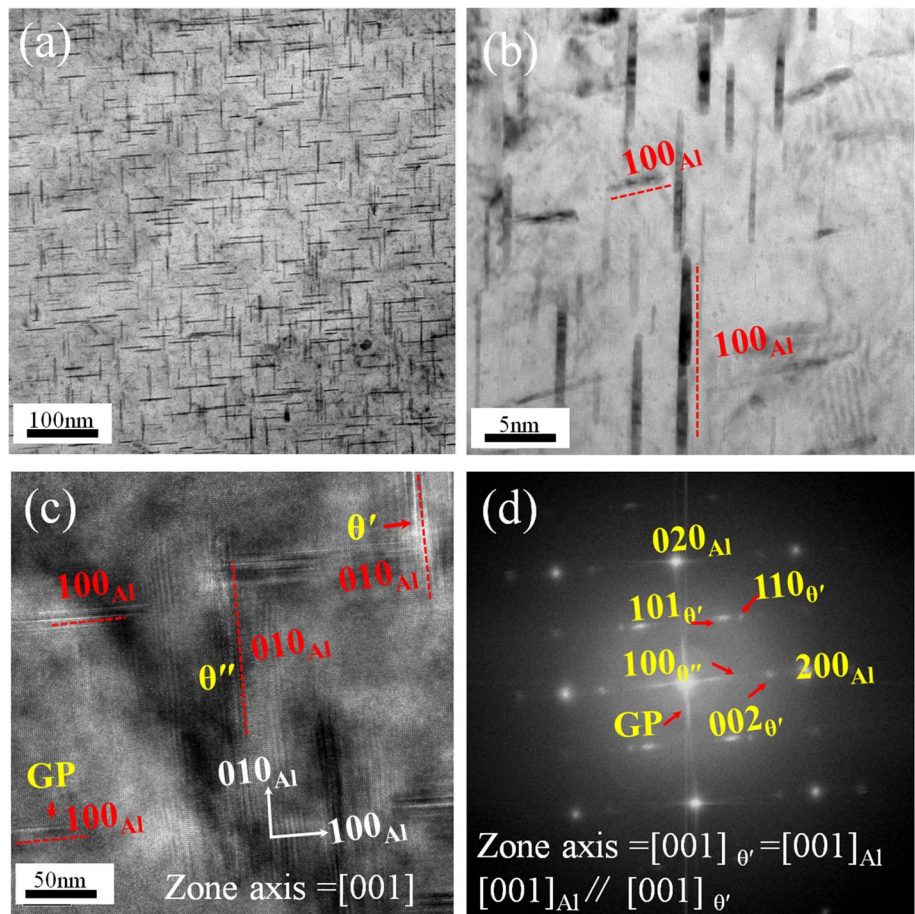 (a)
100nm
(b)
100Al
100Al
5nm
(c)
θ′
100Al
010Al
010Al
θ″
GP
100Al
010Al
100Al
50nm
Zone axis =[001]
(d)
020Al
110θ′
101θ′
100θ″
200Al
GP
002θ′
Zone axis =[001] θ′ =[001]Al
[001]Al // [001] θ′